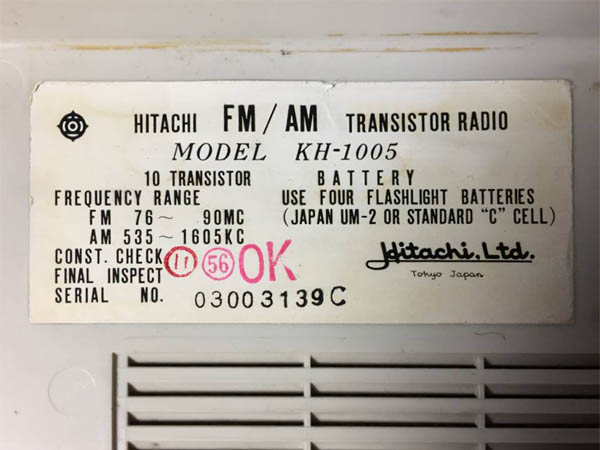 HITACHI FM/AM TRANSISTOR RADIO
MODEL KH-1005
10 TRANSISTOR
FREQUENCY RANGE
FM 76~ 90MC
AM 535~ 1605KC
CONST. CHECK 11 56 OK
FINAL INSPECT
SERIAL NO. 03003139C
BATTERY
USE FOUR FLASHLIGHT BATTERIES
(JAPAN UM-2 OR STANDARD "C" CELL)
Hitachi, Ltd.
Tokyo Japan